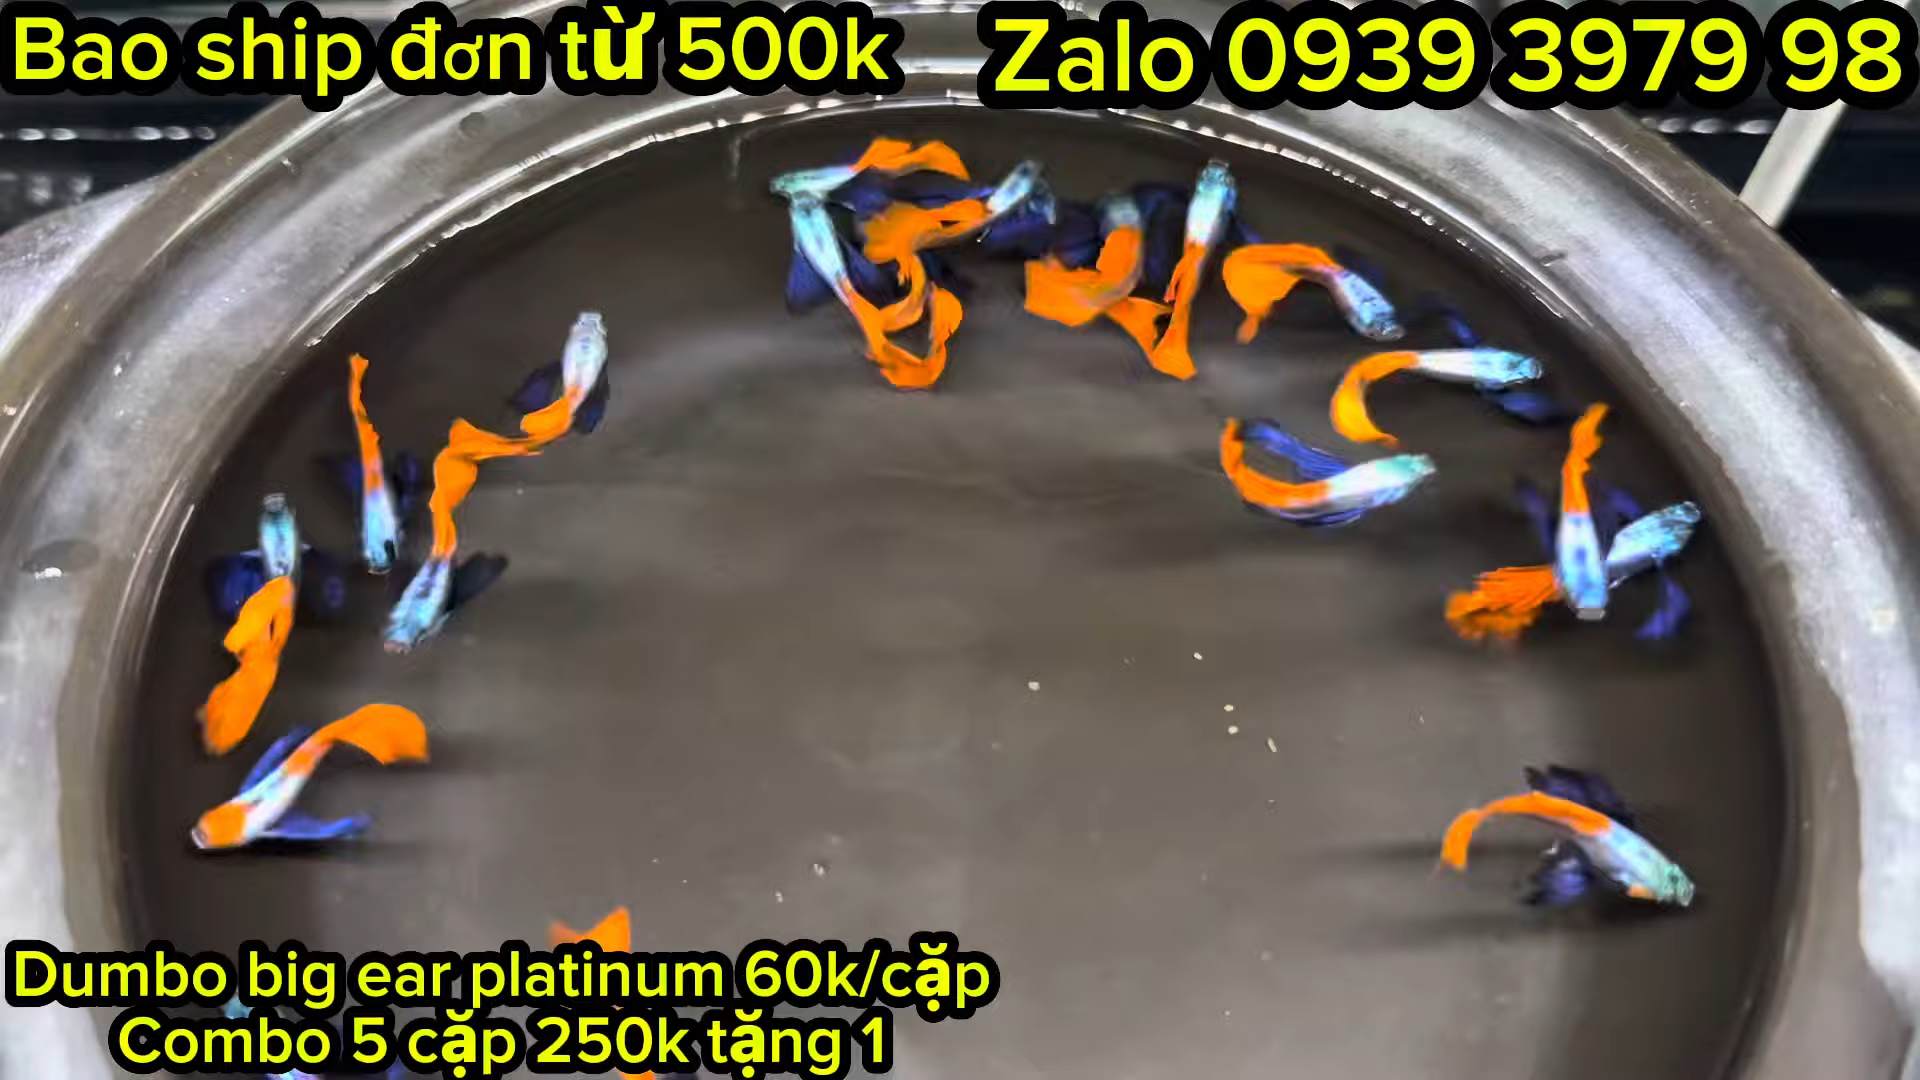 Bao ship đơn từ 500k
Zalo 0939 3979 98
Dumbo big ear platinum 60k/cặp
Combo 5 cặp 250k tặng 1